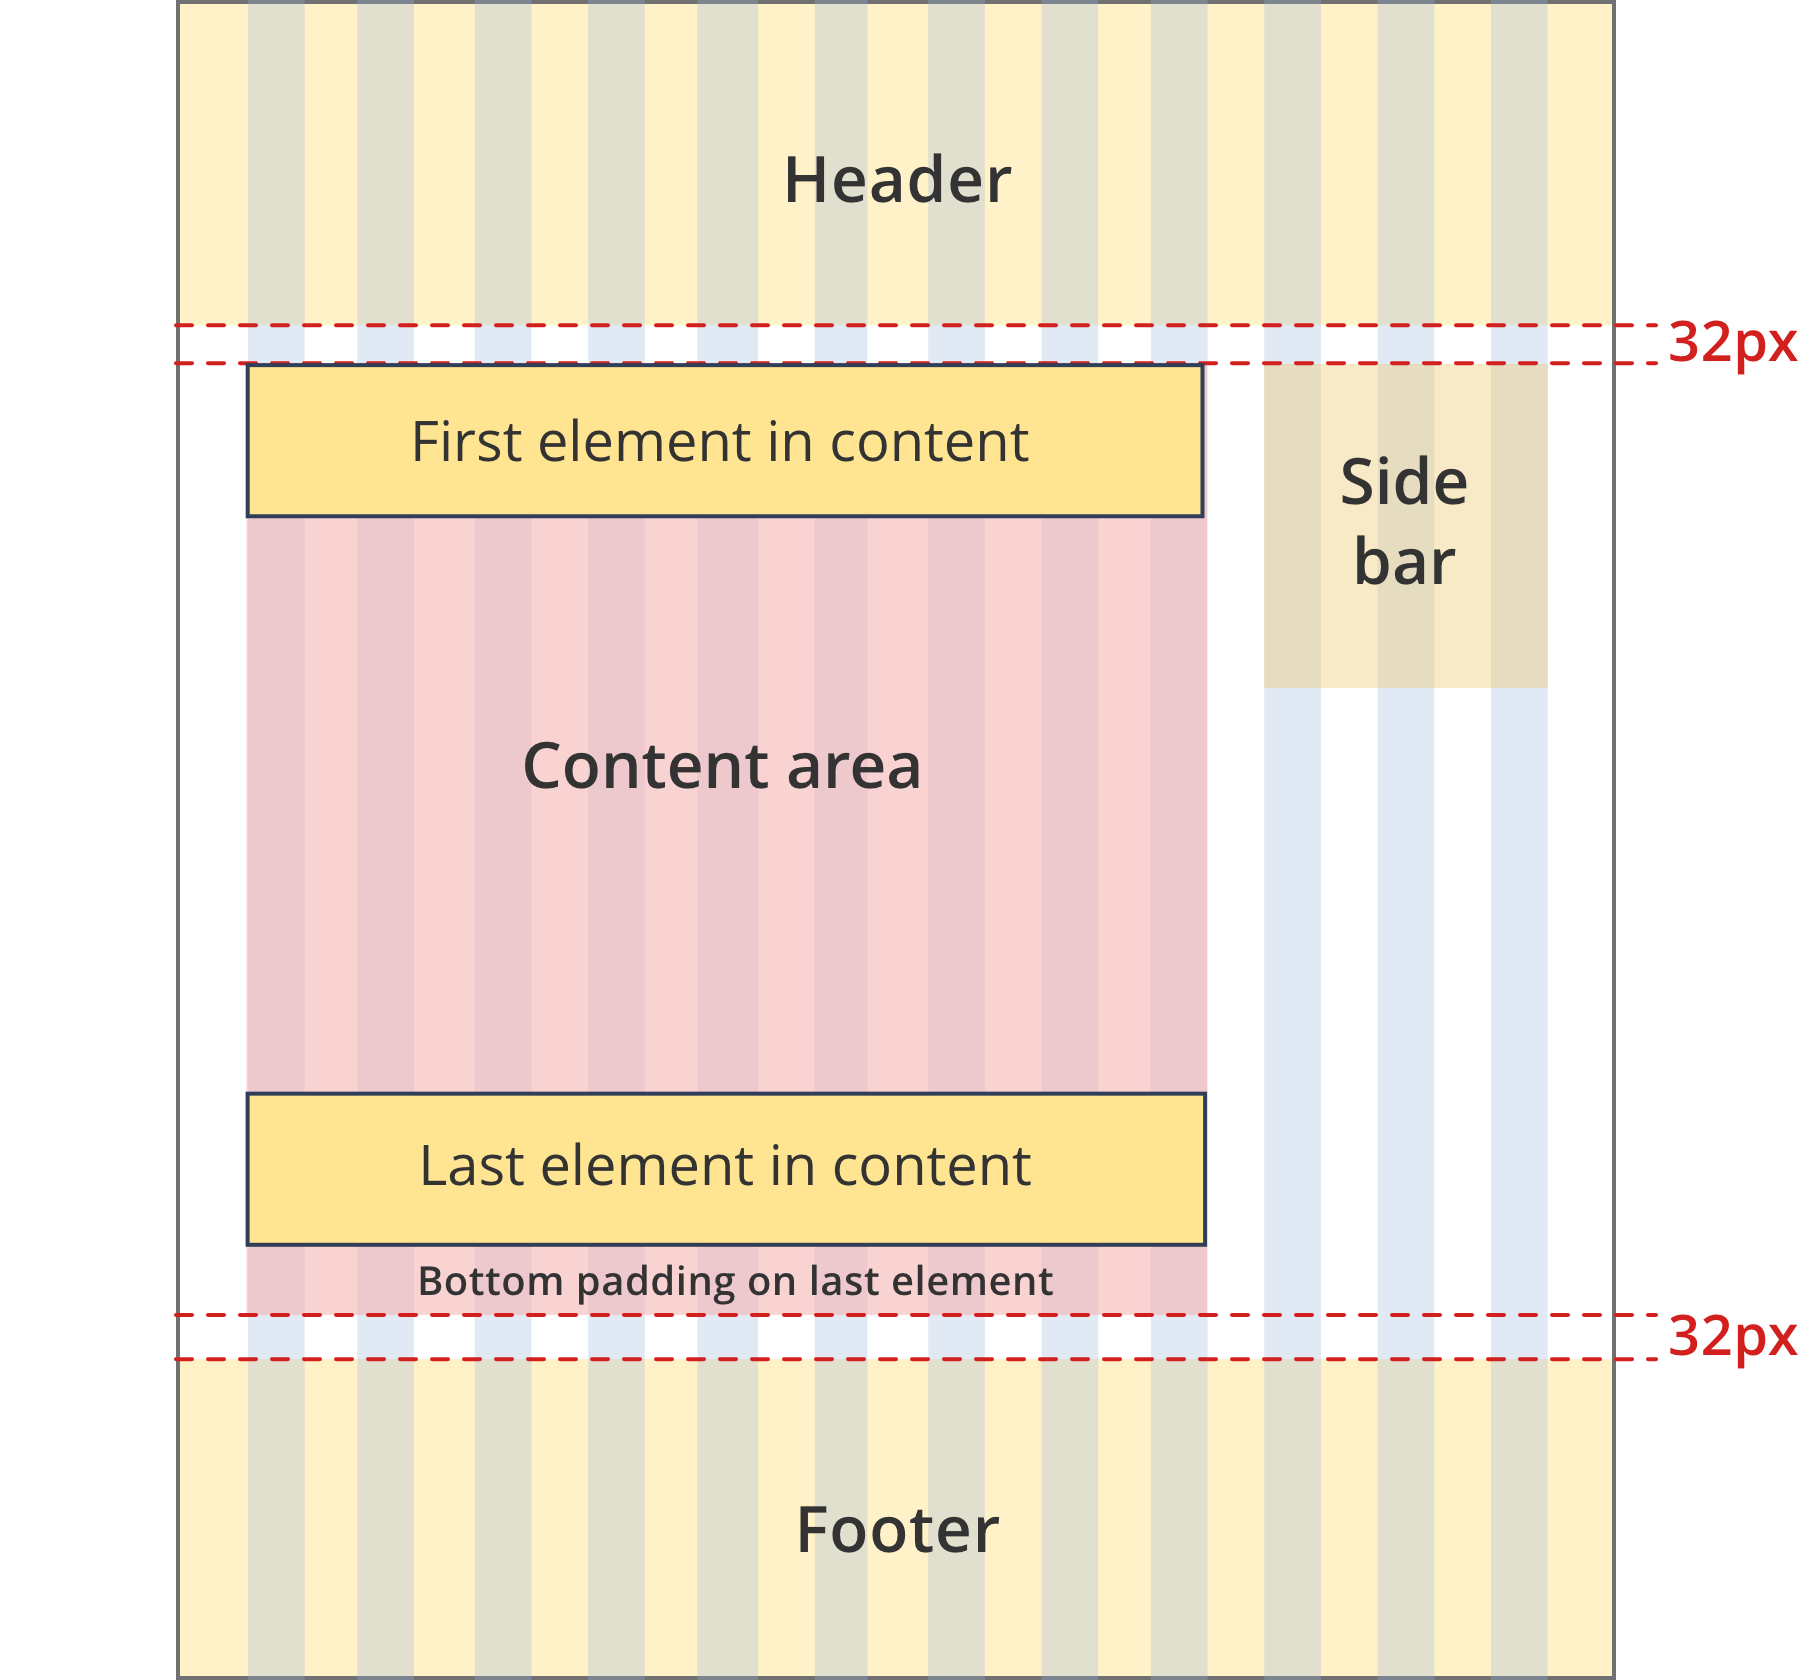 Header
32px
First element in content
Side
bar
Content area
Last element in content
Bottom padding on last element
32px
Footer